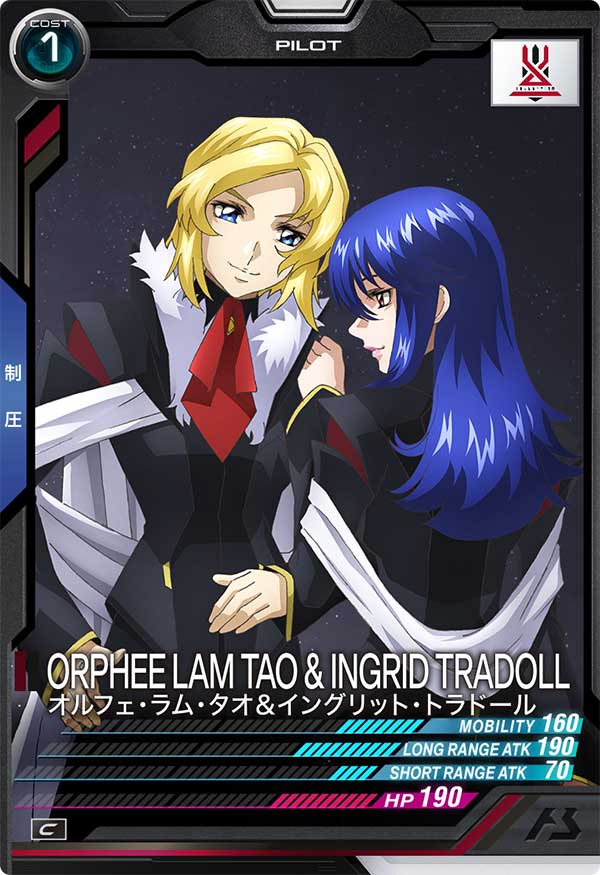 COST
1
PILOT
制圧
ORPHEE LAM TAO & INGRID TRADOLL
オルフェ・ラム・タオ&イングリット・トラドール
MOBILITY 160
LONG RANGE ATK 190
SHORT RANGE ATK 70
HP 190
C